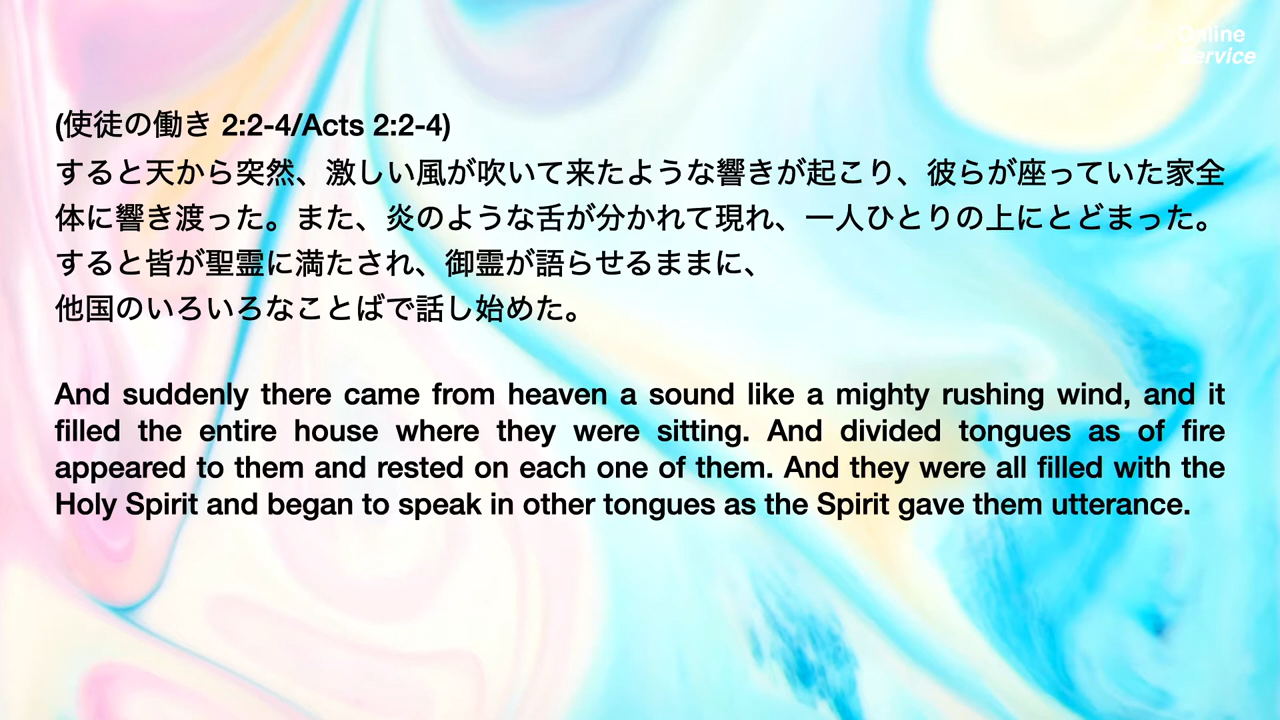 Online
Service
(使徒の働き 2:2-4/Acts 2:2-4)
すると天から突然、激しい風が吹いて来たような響きが起こり、彼らが座っていた家全
体に響き渡った。また、炎のような舌が分かれて現れ、一人ひとりの上にとどまった。
すると皆が聖霊に満たされ、御霊が語らせるままに、
他国のいろいろなことばで話し始めた。
And suddenly there came from heaven a sound like a mighty rushing wind, and it
filled the entire house where they were sitting. And divided tongues as of fire
appeared to them and rested on each one of them. And they were all filled with the
Holy Spirit and began to speak in other tongues as the Spirit gave them utterance.